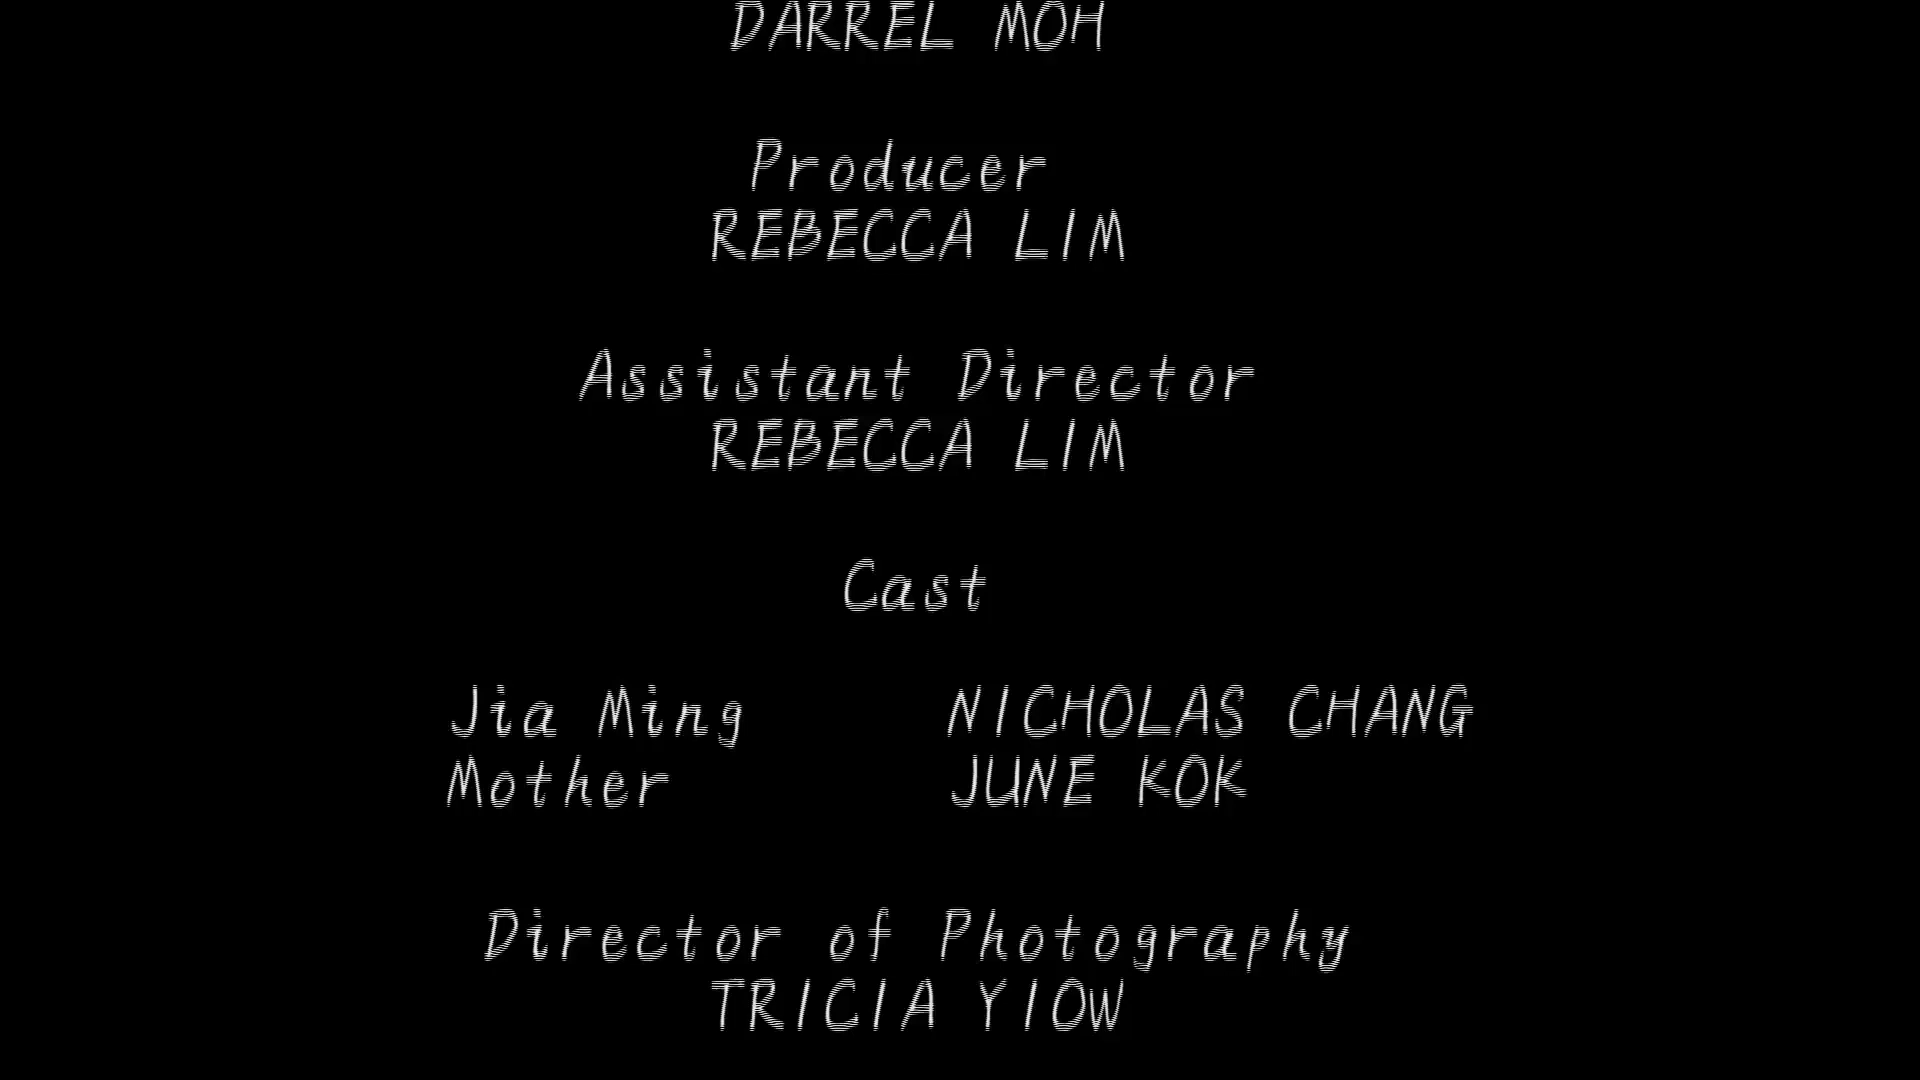 DARREL MOH
Producer
REBECCA LIM
Assistant Director
REBECCA LIM
Cast
Jia Ming NICHOLAS CHANG
Mother JUNE KOK
Director of Photography
TRICIA YIOW